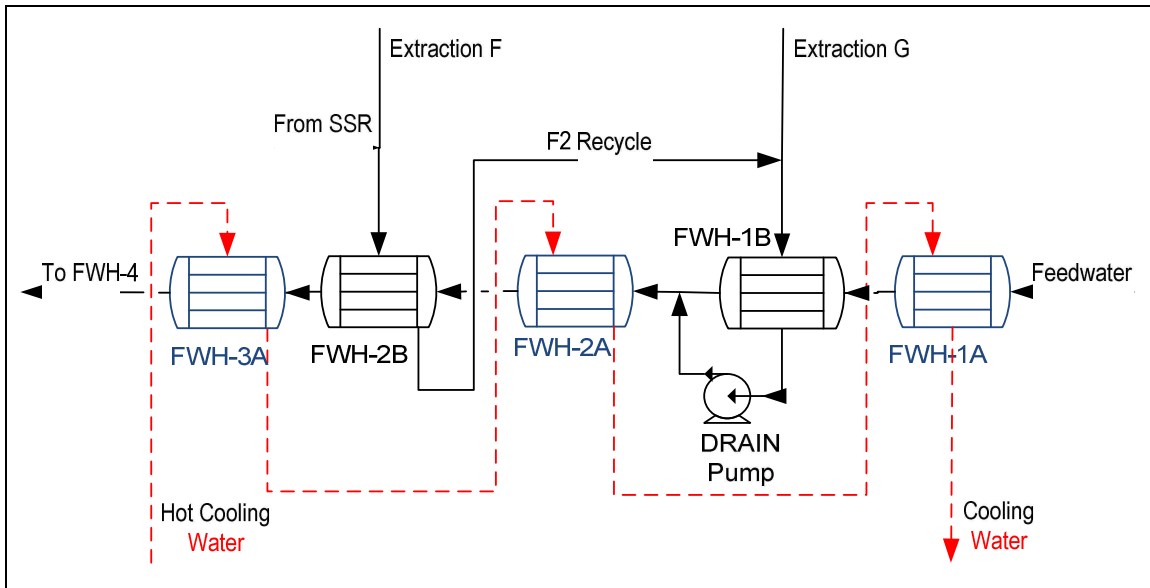 Extraction F
Extraction G
From SSR
F2 Recycle
FWH-1B
To FWH-4
Feedwater
FWH-3A
FWH-2B
FWH-2A
FWH-1A
DRAIN
Pump
Hot Cooling
Water
Cooling
Water